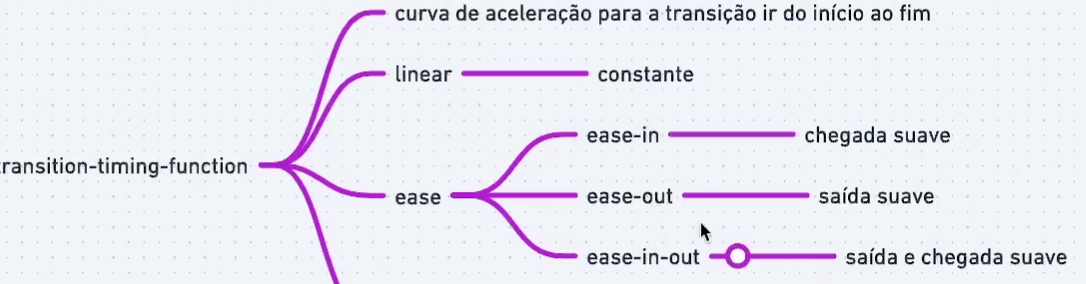 curva de aceleração para a transição ir do início ao fim
linear constante
ease-in chegada suave
transition-timing-function
ease
ease-out saída suave
ease-in-out saída e chegada suave